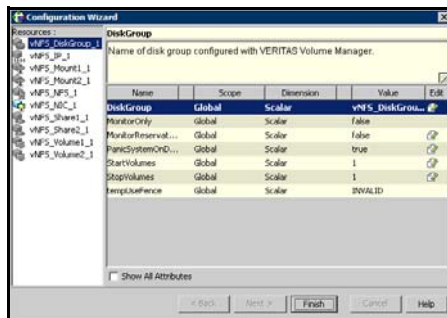 Configuration Wizard
Resources :
vNFS_DiskGroup_1
vNFS_IP_1
vNFS_Mount1_1
vNFS_Mount2_1
vNFS_NFS_1
vNFS_NIC_1
vNFS_Share1_1
vNFS_Share2_1
vNFS_Volume1_1
vNFS_Volume2_1
DiskGroup
Name of disk group configured with VERITAS Volume Manager.
Name Scope Dimension Value Edit
DiskGroup Global Scalar vNFS_DiskGrou...
MonitorOnly Global Scalar false
MonitorReservat... Global Scalar false
PanicSystemOnD... Global Scalar true
StartVolumes Global Scalar 1
StopVolumes Global Scalar 1
tempUseFence Global Scalar INVALID
Show All Attributes
< Back Next > Finish Cancel Help